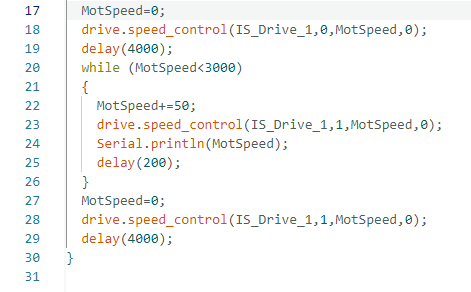 17 MotSpeed=0;
18 drive.speed_control(IS_Drive_1,0,MotSpeed,0);
19 delay(4000);
20 while (MotSpeed<3000)
21 {
22 MotSpeed+=50;
23 drive.speed_control(IS_Drive_1,1,MotSpeed,0);
24 Serial.println(MotSpeed);
25 delay(200);
26 }
27 MotSpeed=0;
28 drive.speed_control(IS_Drive_1,1,MotSpeed,0);
29 delay(4000);
30 }
31